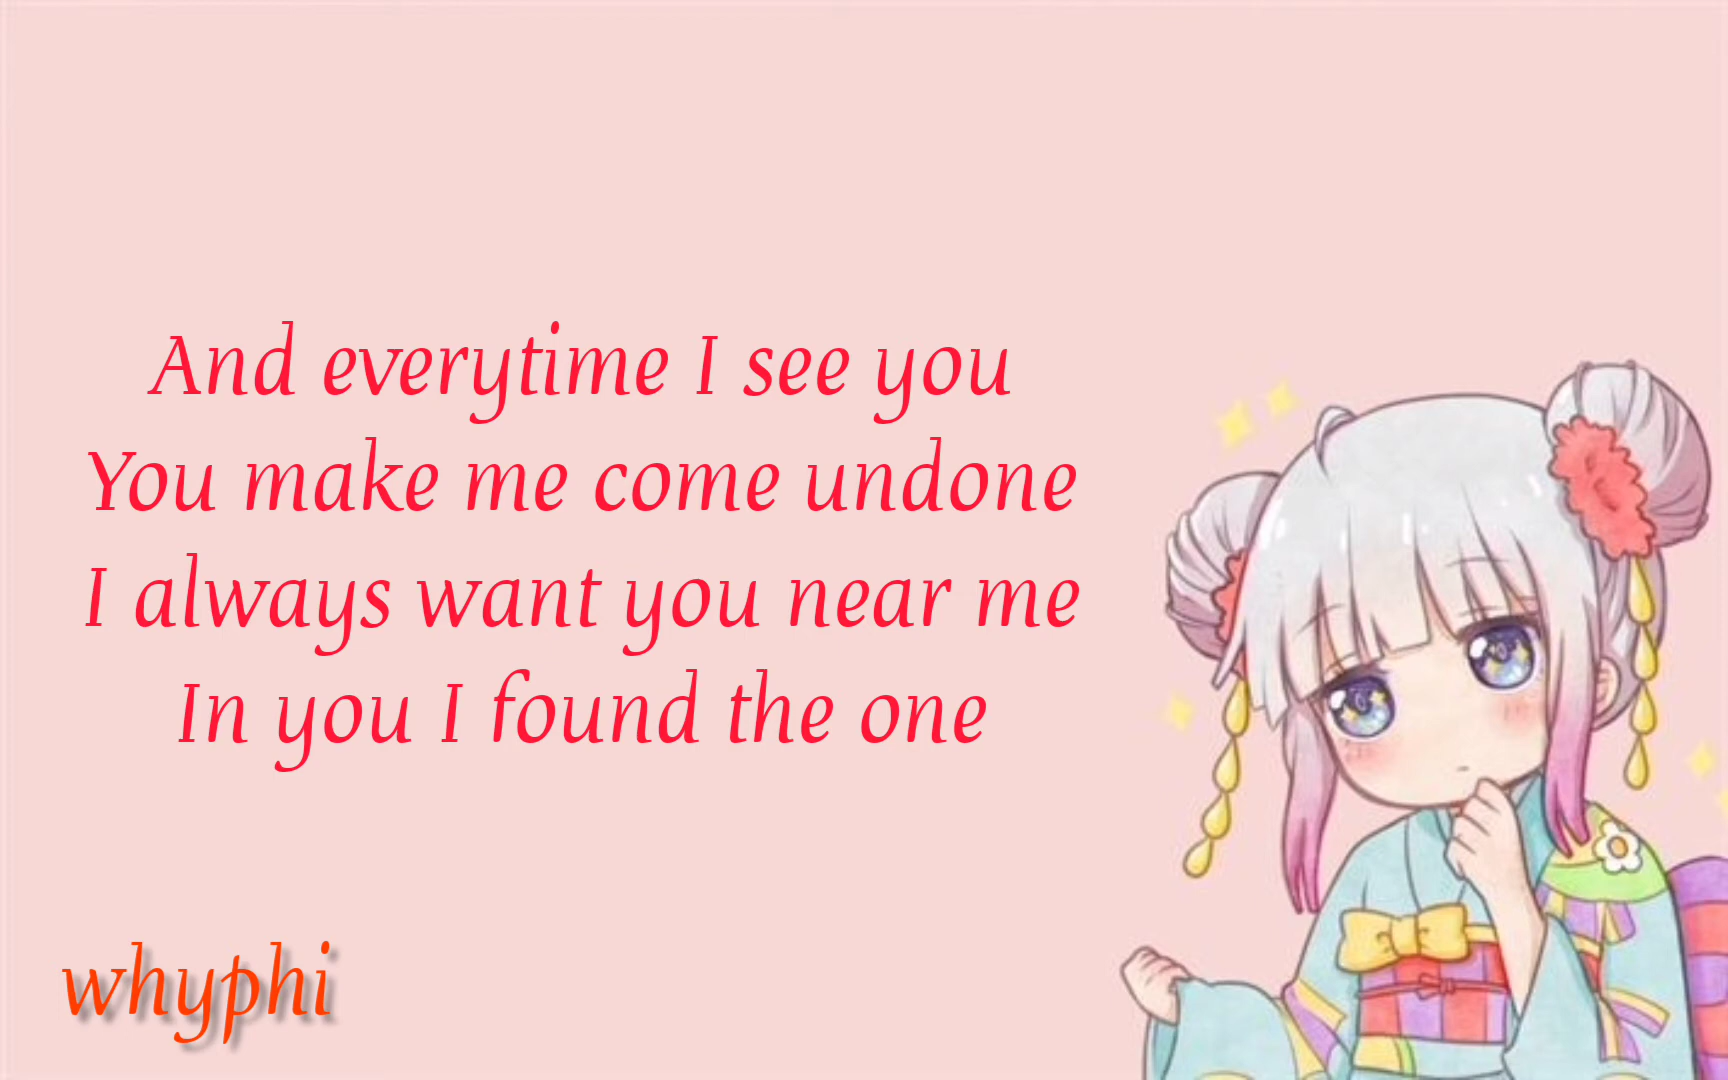 And everytime I see you
You make me come undone
I always want you near me
In you I found the one
whyphi